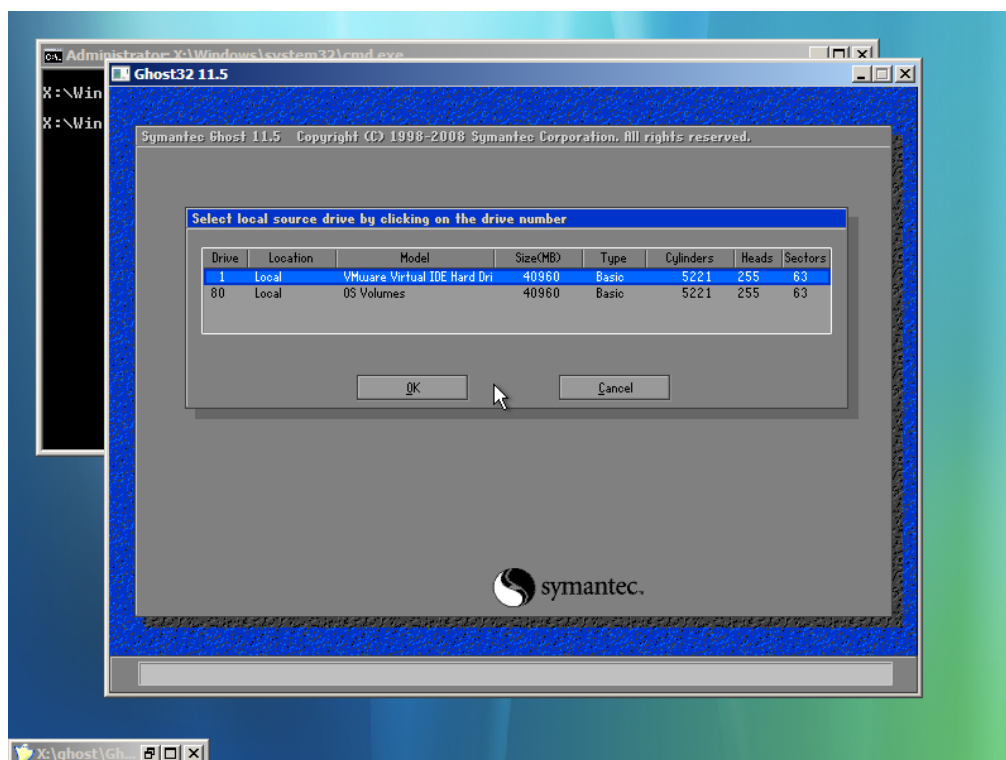 Administrator: X:\Windows\system32\cmd.exe
Ghost32 11.5
X:\Win
X:\Win
Symantec Ghost 11.5 Copyright (C) 1998-2008 Symantec Corporation. All rights reserved.
Select local source drive by clicking on the drive number
Drive Location Model Size(MB) Type Cylinders Heads Sectors
1 Local VMware Virtual IDE Hard Dri 40960 Basic 5221 255 63
80 Local OS Volumes 40960 Basic 5221 255 63
OK Cancel
symantec.
X:\ghost\Gh...